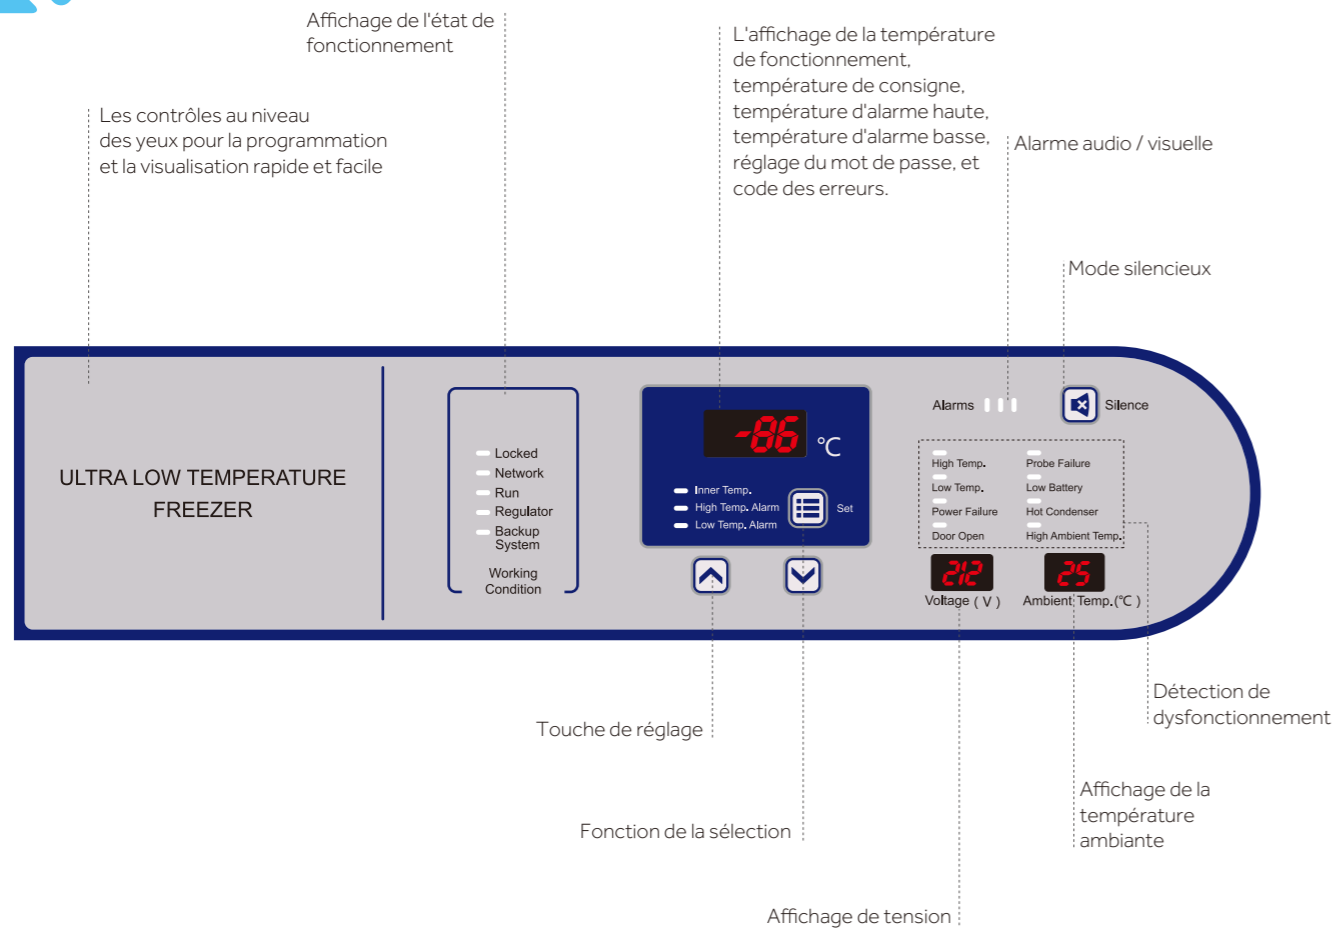 Affichage de l'état de
fonctionnement
L'affichage de la température
de fonctionnement,
température de consigne,
température d'alarme haute,
température d'alarme basse,
réglage du mot de passe, et
code des erreurs.
Les contrôles au niveau
des yeux pour la programmation
et la visualisation rapide et facile
Alarme audio / visuelle
Mode silencieux
ULTRA LOW TEMPERATURE
FREEZER
Locked
Network
Run
Regulator
Backup
System
Working
Condition
-86 °C
Inner Temp.
High Temp. Alarm
Low Temp. Alarm
Set
Alarms
Silence
High Temp.
Probe Failure
Low Temp.
Low Battery
Power Failure
Hot Condenser
Door Open
High Ambient Temp.
212
25
Voltage ( V )
Ambient Temp.(℃ )
Touche de réglage
Fonction de la sélection
Affichage de tension
Affichage de la
température
ambiante
Détection de
dysfonctionnement